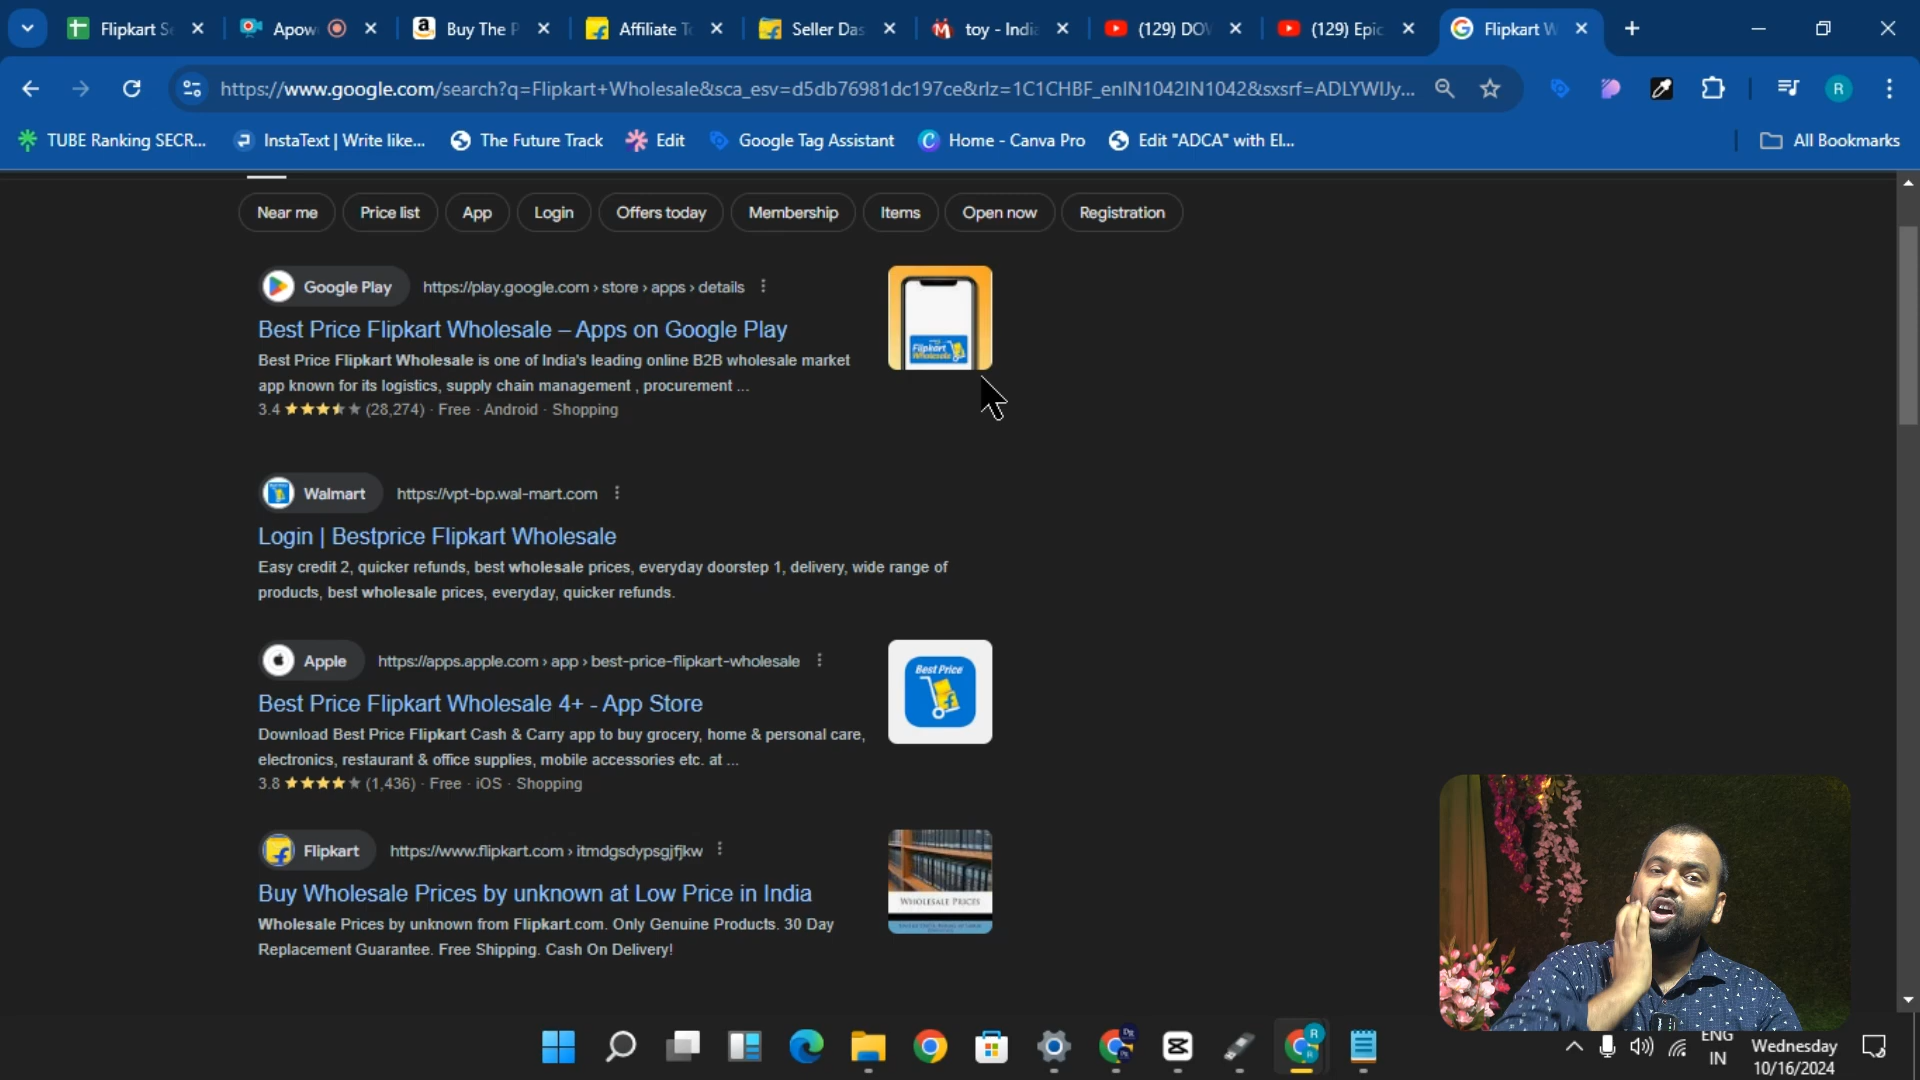 Flipkart S
Apow
Buy The P
Affiliate T
Seller Das
toy - India
(129) DO
(129) Epic
Flipkart W
https://www.google.com/search?q=Flipkart+Wholesale&sca_esv=d5db76981dc197ce&rlz=1C1CHBF_enIN1042IN1042&sxsrf=ADLYWIJy...
R
TUBE Ranking SECR...
InstaText | Write like...
The Future Track
Edit
Google Tag Assistant
Home - Canva Pro
Edit "ADCA" with El...
All Bookmarks
Near me
Price list
App
Login
Offers today
Membership
Items
Open now
Registration
Google Play
https://play.google.com › store › apps › details
Best Price Flipkart Wholesale – Apps on Google Play
Best Price Flipkart Wholesale is one of India's leading online B2B wholesale market
app known for its logistics, supply chain management , procurement ...
3.4 ★★★★★ (28,274) · Free · Android · Shopping
Flipkart
Wholesale
Walmart
https://vpt-bp.wal-mart.com
Login | Bestprice Flipkart Wholesale
Easy credit 2, quicker refunds, best wholesale prices, everyday doorstep 1, delivery, wide range of
products, best wholesale prices, everyday, quicker refunds.
Apple
https://apps.apple.com › app › best-price-flipkart-wholesale
Best Price Flipkart Wholesale 4+ - App Store
Download Best Price Flipkart Cash & Carry app to buy grocery, home & personal care,
electronics, restaurant & office supplies, mobile accessories etc. at ...
3.8 ★★★★★ (1,436) · Free · iOS · Shopping
Best Price
Flipkart
https://www.flipkart.com › itmdgsdypsgjfjkw
Buy Wholesale Prices by unknown at Low Price in India
Wholesale Prices by unknown from Flipkart.com. Only Genuine Products. 30 Day
Replacement Guarantee. Free Shipping. Cash On Delivery!
WHOLESALE PRICES
ENG
IN
Wednesday
10/16/2024